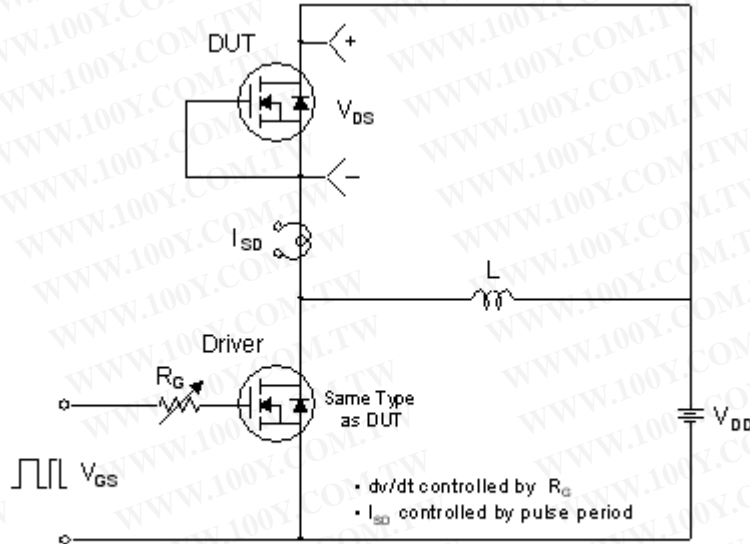 DUT
+
V_DS
−
I_SD
L
Driver
R_G
Same Type
as DUT
V_DD
V_GS
• dv/dt controlled by R_G
• I_SD controlled by pulse period
WWW.100Y.COM.TW